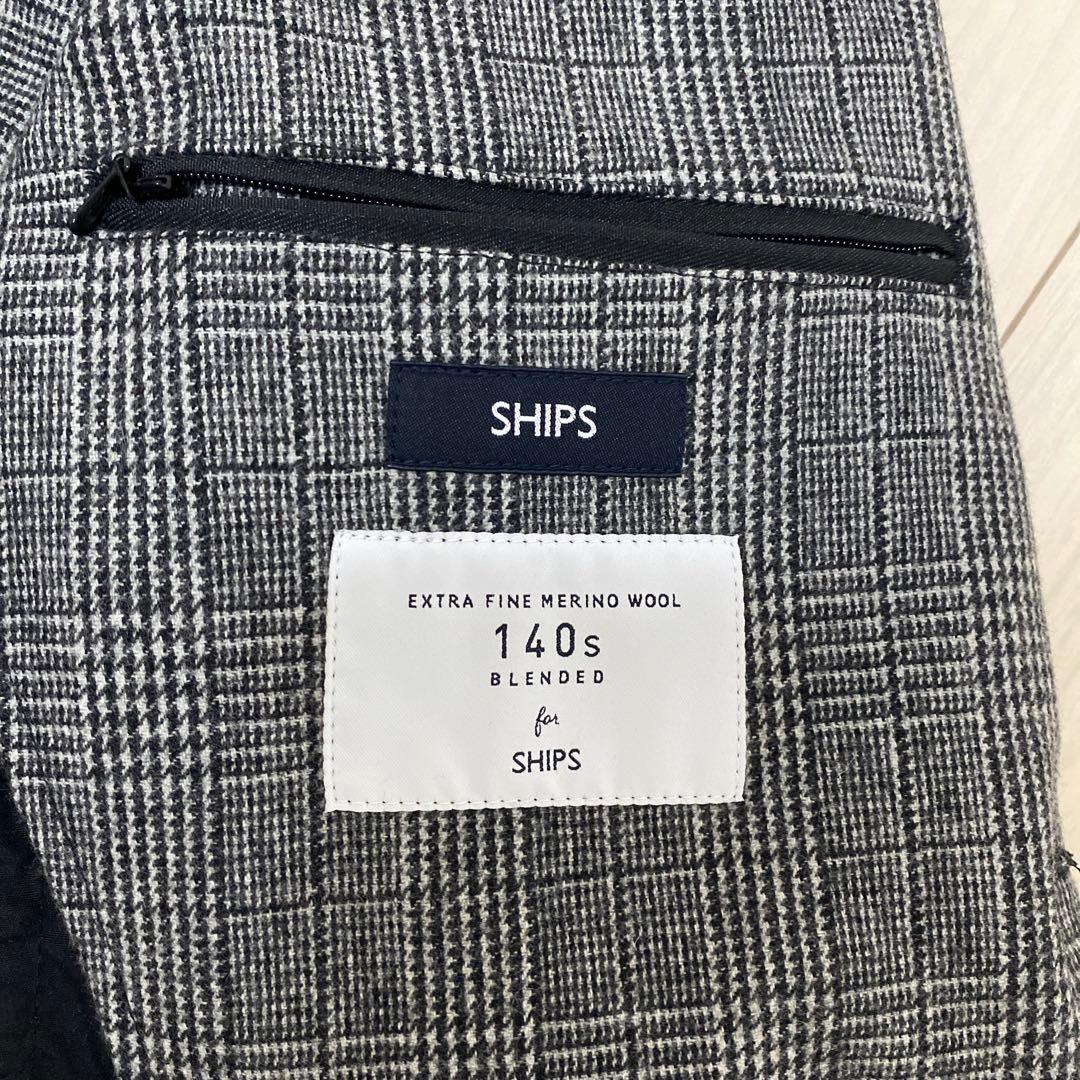 SHIPS
EXTRA FINE MERINO WOOL
140s
BLENDED
for
SHIPS